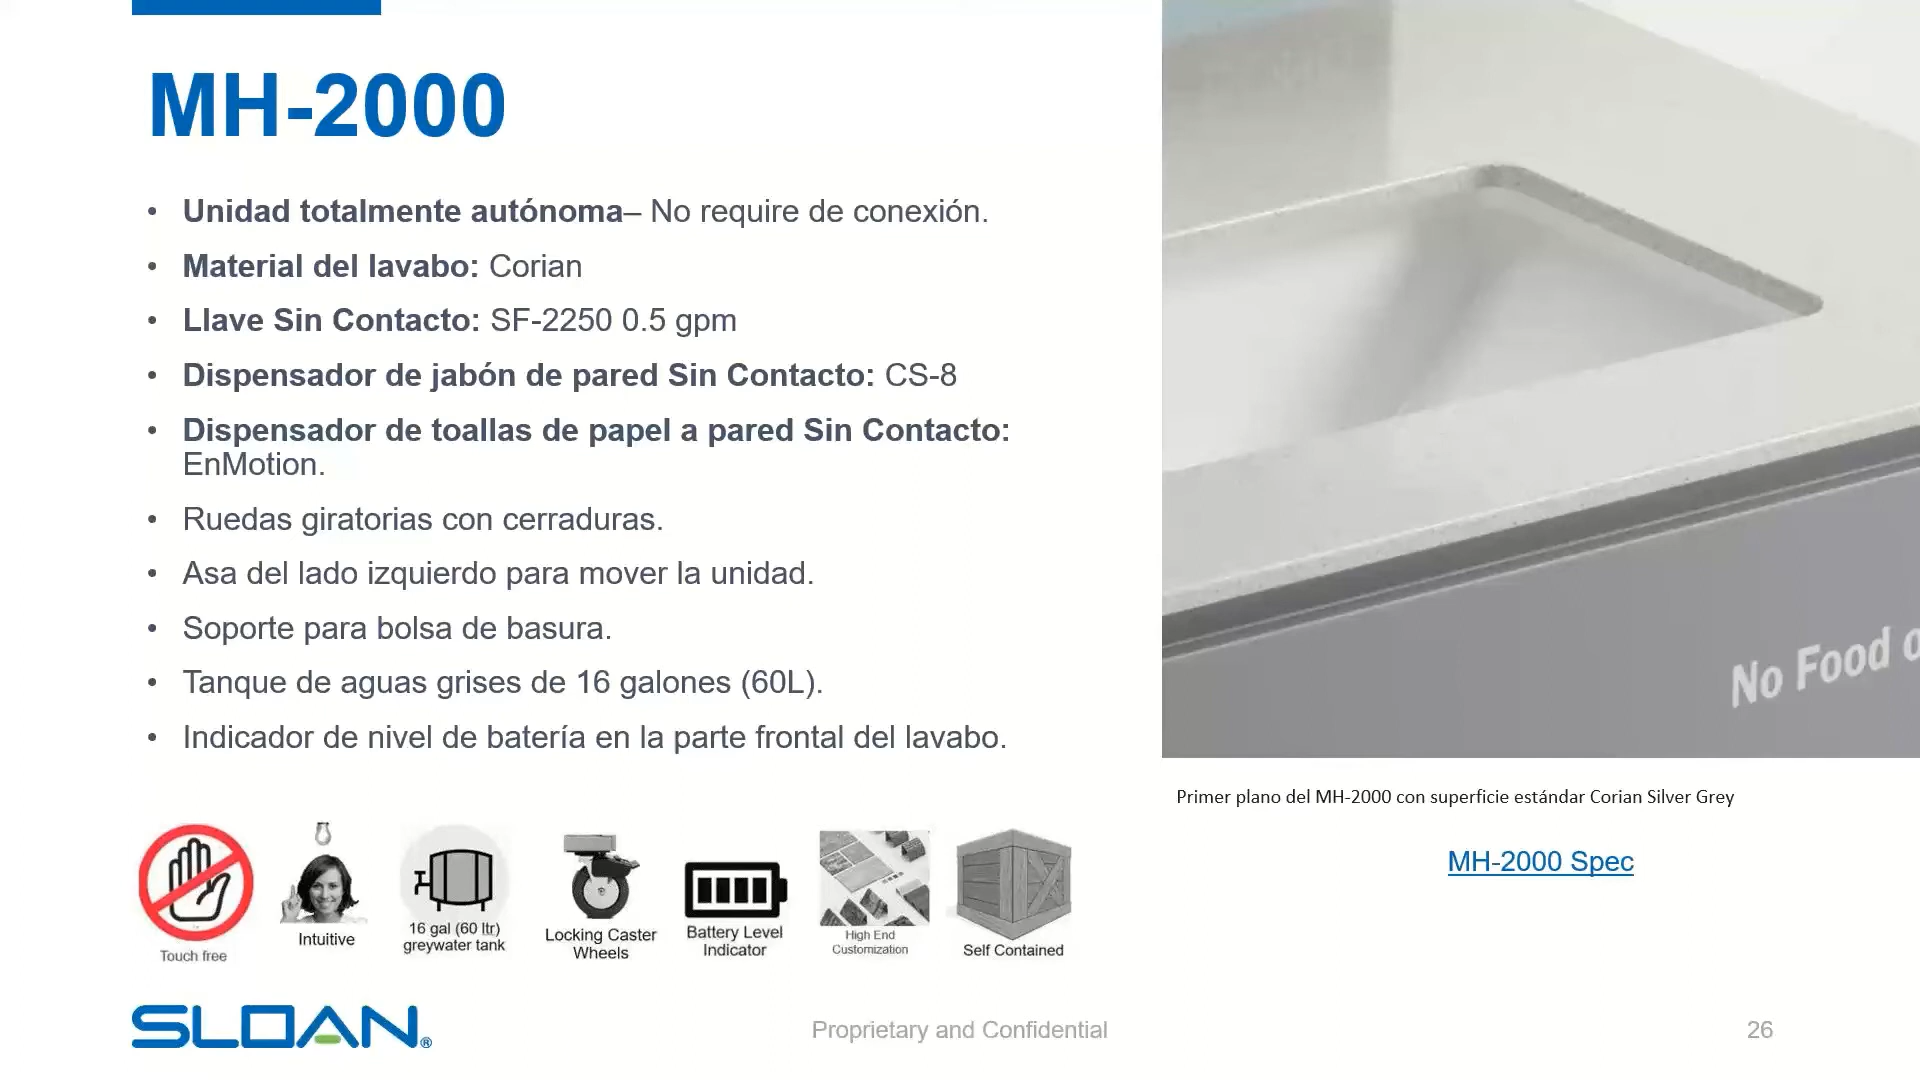 MH-2000
• Unidad totalmente autónoma– No require de conexión.
• Material del lavabo: Corian
• Llave Sin Contacto: SF-2250 0.5 gpm
• Dispensador de jabón de pared Sin Contacto: CS-8
• Dispensador de toallas de papel a pared Sin Contacto:
EnMotion.
• Ruedas giratorias con cerraduras.
• Asa del lado izquierdo para mover la unidad.
• Soporte para bolsa de basura.
• Tanque de aguas grises de 16 galones (60L).
• Indicador de nivel de batería en la parte frontal del lavabo.
No Food o
Primer plano del MH-2000 con superficie estándar Corian Silver Grey
MH-2000 Spec
Touch free
Intuitive
16 gal (60 ltr)
greywater tank
Locking Caster
Wheels
Battery Level
Indicator
High End
Customization
Self Contained
SLOAN®
Proprietary and Confidential
26